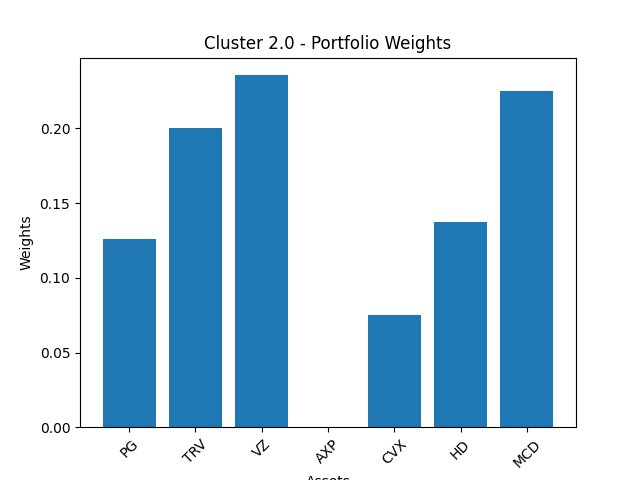 Cluster 2.0 - Portfolio Weights
Weights
0.20
0.15
0.10
0.05
0.00
PG
TRV
VZ
AXP
CVX
HD
MCD
Assets